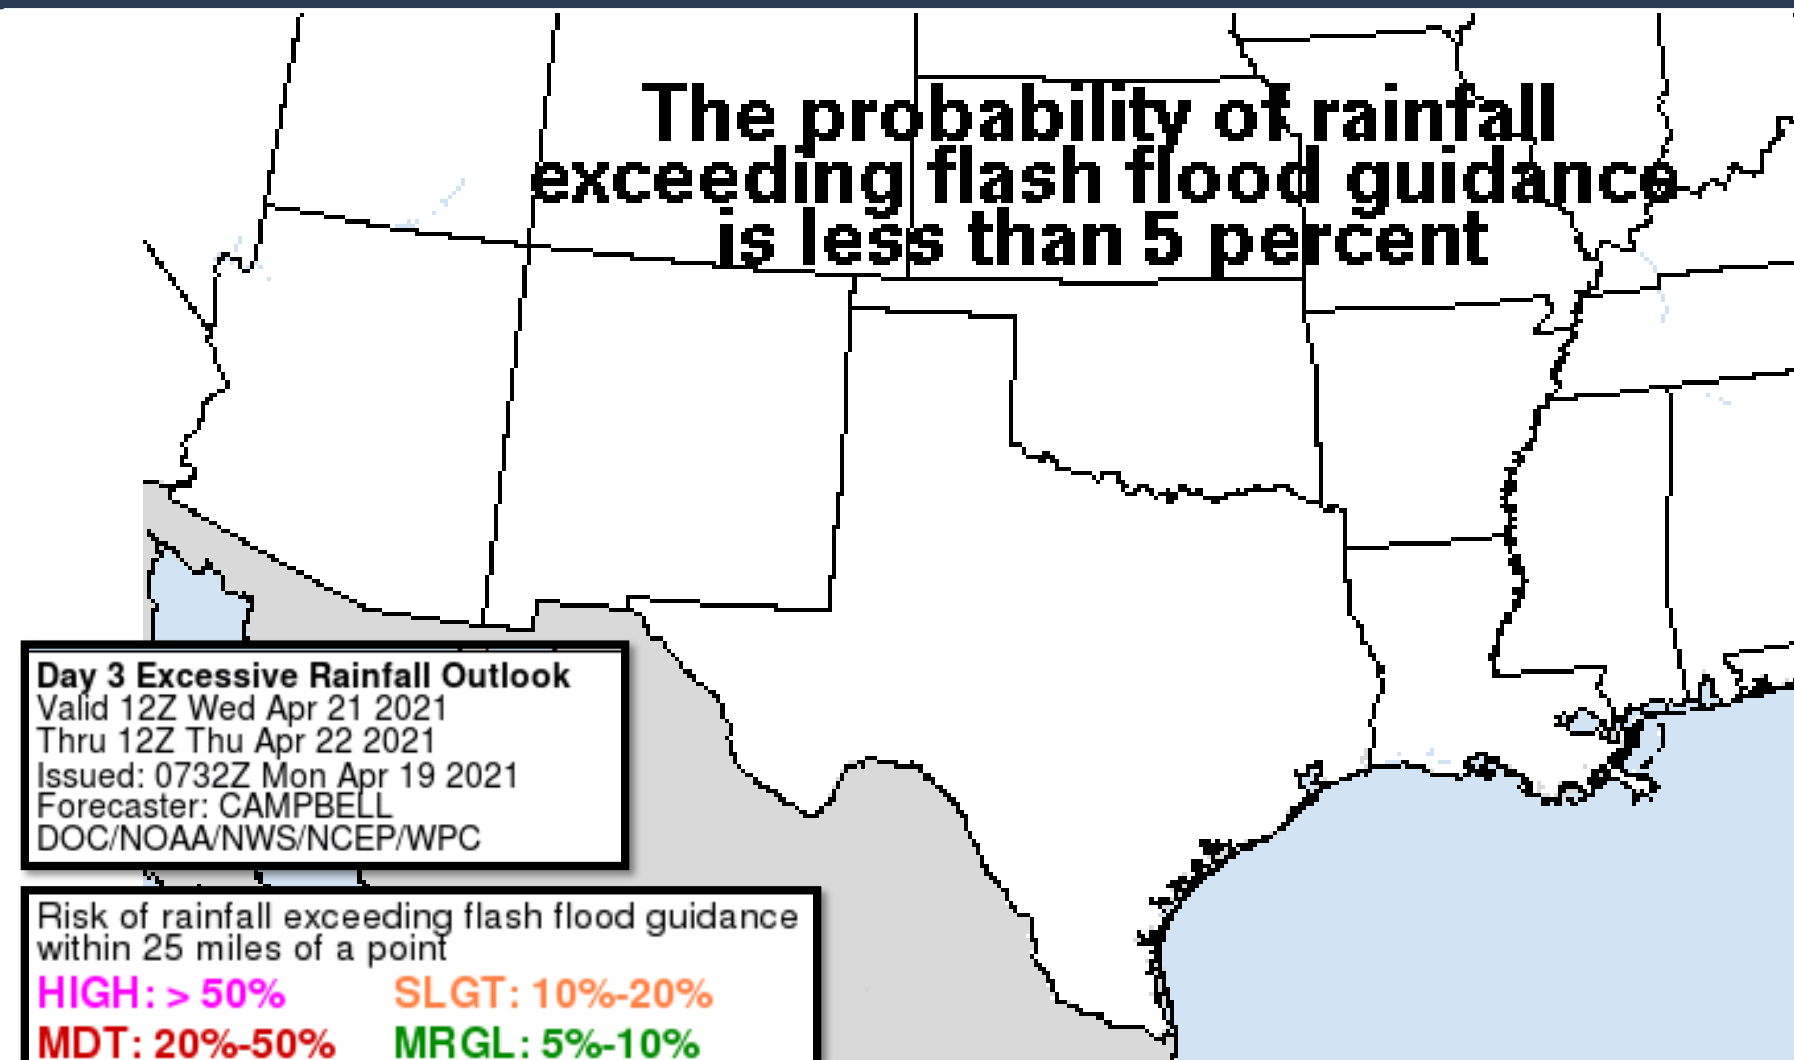 The probability of rainfall
exceeding flash flood guidance
is less than 5 percent
Day 3 Excessive Rainfall Outlook
Valid 12Z Wed Apr 21 2021
Thru 12Z Thu Apr 22 2021
Issued: 0732Z Mon Apr 19 2021
Forecaster: CAMPBELL
DOC/NOAA/NWS/NCEP/WPC
Risk of rainfall exceeding flash flood guidance
within 25 miles of a point
HIGH: > 50% SLGT: 10%-20%
MDT: 20%-50% MRGL: 5%-10%